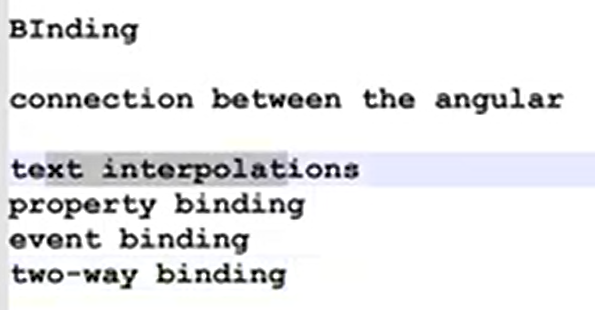 BInding
connection between the angular
text interpolations
property binding
event binding
two-way binding